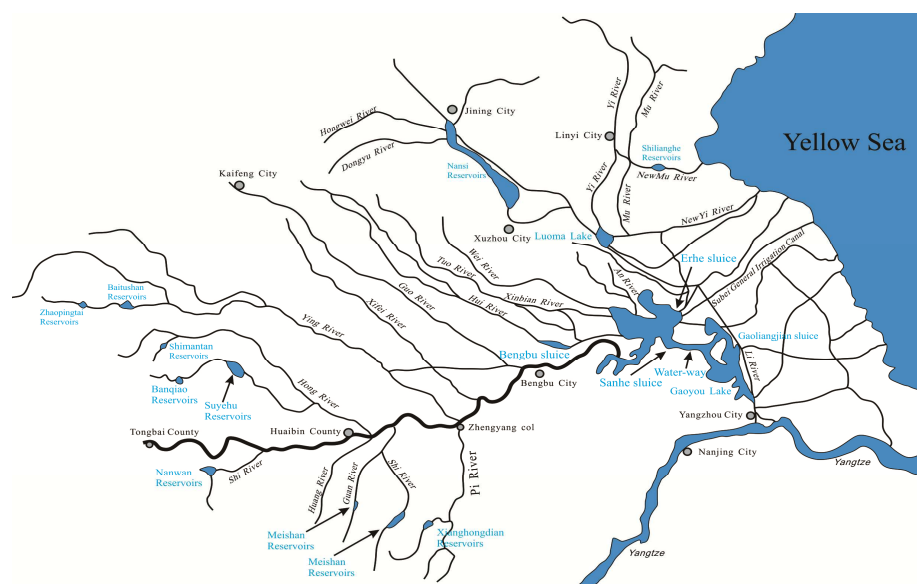 Jining City
Hongwei River
Dongyu River
Nansi
Reservoirs
Kaifeng City
Xuzhou City
Yi River
Mu River
Linyi City
Shilianghe
Reservoirs
NewMu River
Yi River
Mu River
Yellow Sea
NewYi River
Luoma Lake
Erhe sluice
Subei General Irrigation Canal
Wei River
Tuo River
An River
Xinbian River
Guo River
Hui River
Xifei River
Baitushan
Reservoirs
Zhaopingtai
Reservoirs
Ying River
Gaoliangjian sluice
Shimantan
Reservoirs
Bengbu sluice
Li River
Banqiao
Reservoirs
Suyehu
Reservoirs
Hong River
Bengbu City
Sanhe sluice
Water-way
Gaoyou Lake
Yangzhou City
Tongbai County
Huaibin County
Zhengyang col
Nanjing City
Yangtze
Nanwan
Reservoirs
Shi River
Huang River
Guan River
Shi River
Pi River
Meishan
Reservoirs
Meishan
Reservoirs
Xianghongdian
Reservoirs
Yangtze